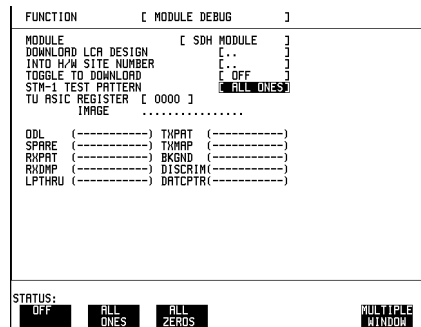 FUNCTION [ MODULE DEBUG ]
MODULE [ SDH MODULE ]
DOWNLOAD LCA DESIGN [.. ]
INTO H/W SITE NUMBER [.. ]
TOGGLE TO DOWNLOAD [ OFF ]
STM-1 TEST PATTERN [ ALL ONES]
TU ASIC REGISTER [ 0000 ]
IMAGE ................
ODL (-----------) TXPAT (-----------)
SPARE (-----------) TXMAP (-----------)
RXPAT (-----------) BKGND (-----------)
RXDMP (-----------) DISCRIM(-----------)
LPTHRU (-----------) DATCPTR(-----------)
STATUS:
OFF ALL ONES ALL ZEROS MULTIPLE WINDOW